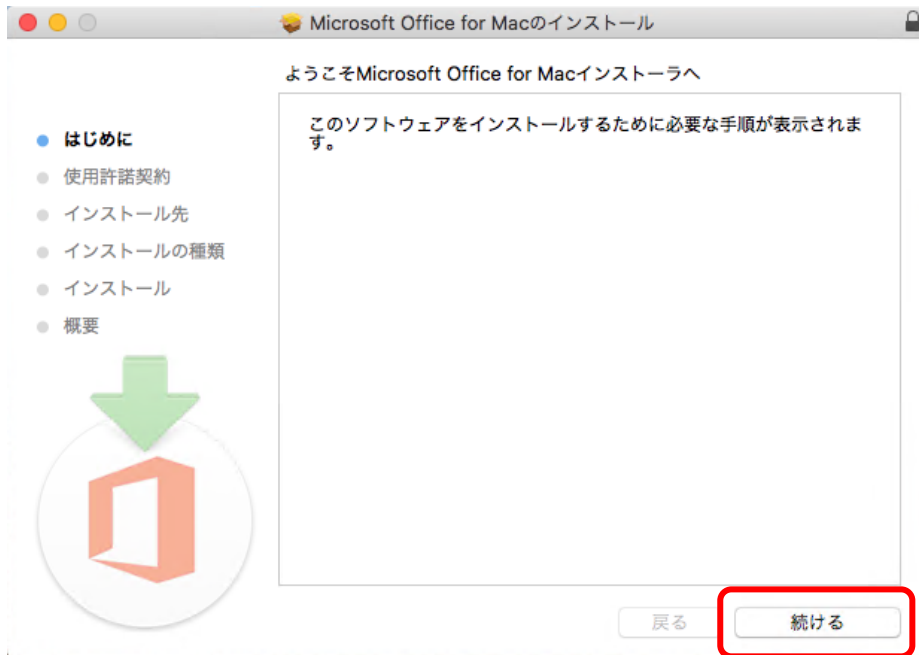 Microsoft Office for Macのインストール
ようこそMicrosoft Office for Macインストーラへ
はじめに
使用許諾契約
インストール先
インストールの種類
インストール
概要
このソフトウェアをインストールするために必要な手順が表示されま
す。
戻る
続ける